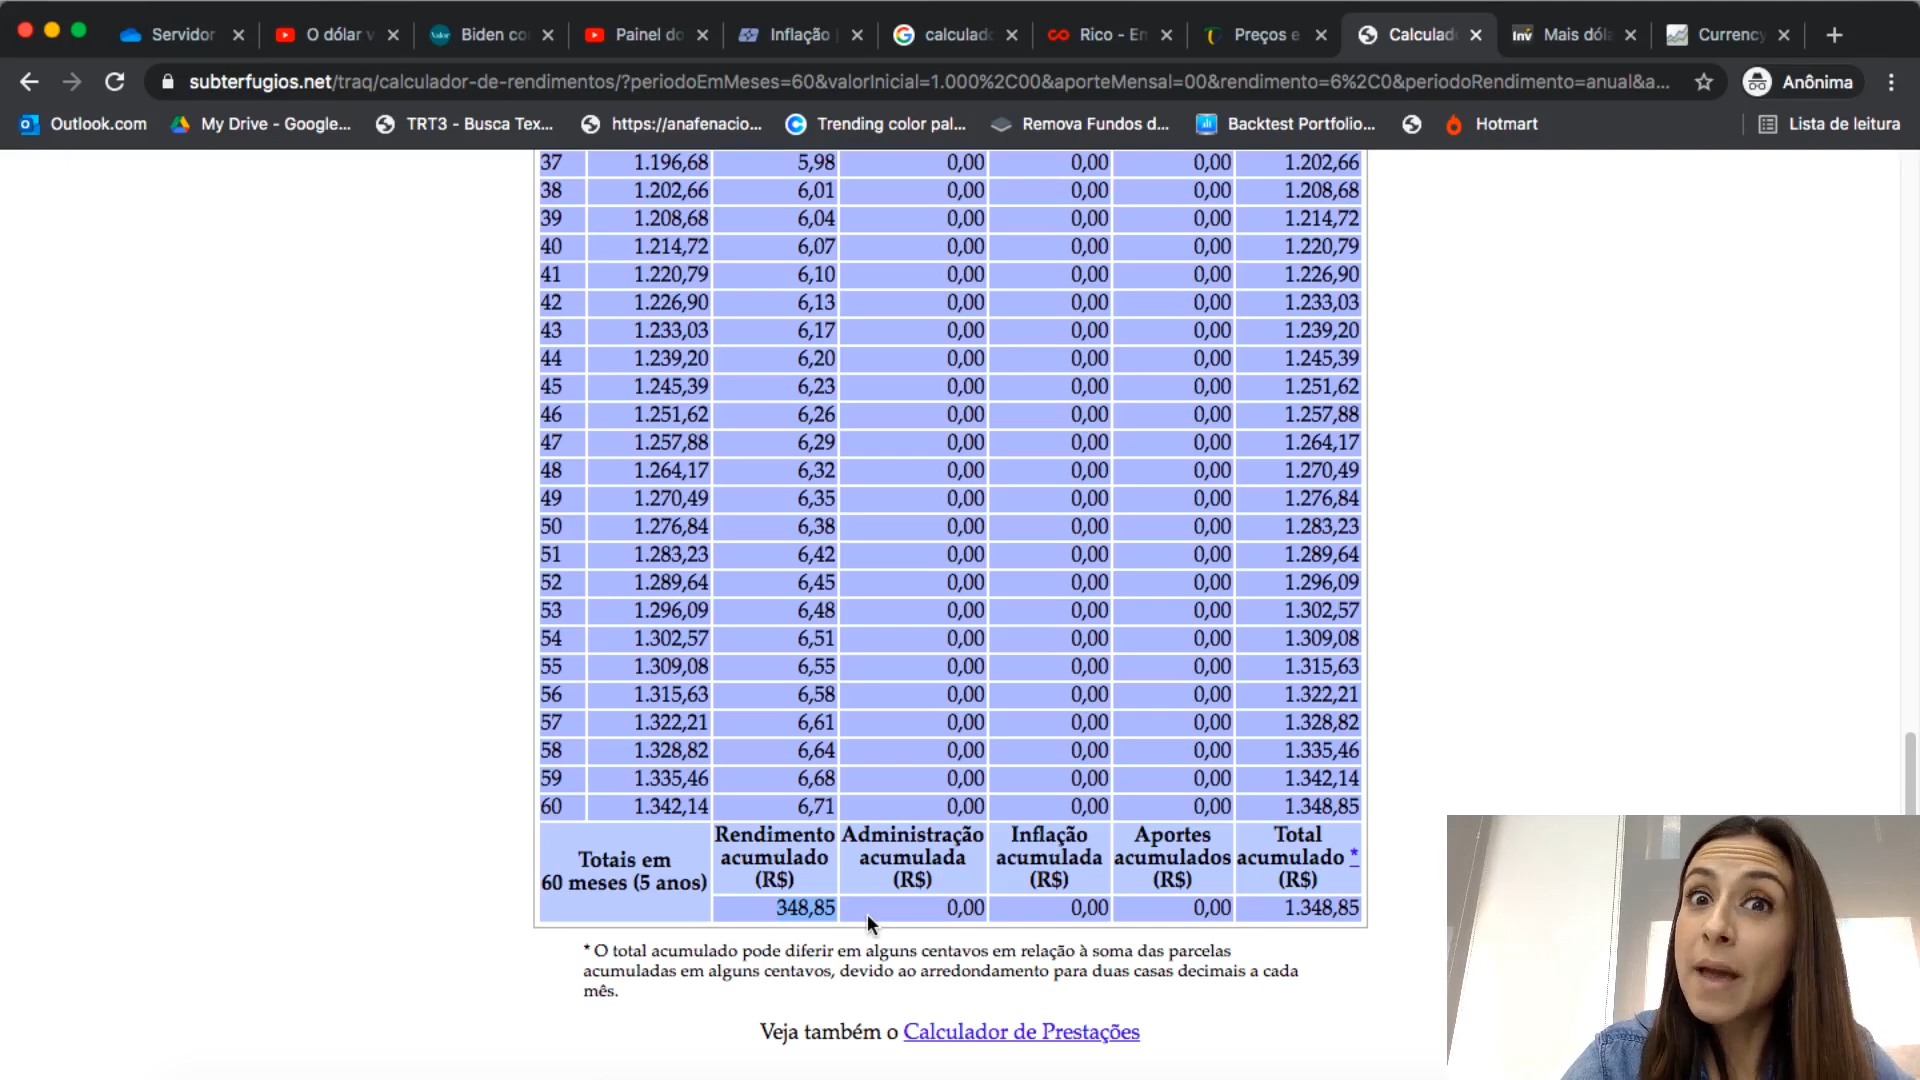 Servidor
O dólar v
Valor
Biden co
Painel do
Inflação
calculado
Rico - En
Preços e
Calculad
inv
Mais dól
Currency
subterfugios.net/traq/calculador-de-rendimentos/?periodoEmMeses=60&valorInicial=1.000%2C00&aporteMensal=00&rendimento=6%2C0&periodoRendimento=anual&a...
Anônima
Outlook.com
My Drive - Google...
TRT3 - Busca Tex...
https://anafenacio...
Trending color pal...
Remova Fundos d...
Backtest Portfolio...
Hotmart
Lista de leitura
37 1.196,68 5,98 0,00 0,00 0,00 1.202,66
38 1.202,66 6,01 0,00 0,00 0,00 1.208,68
39 1.208,68 6,04 0,00 0,00 0,00 1.214,72
40 1.214,72 6,07 0,00 0,00 0,00 1.220,79
41 1.220,79 6,10 0,00 0,00 0,00 1.226,90
42 1.226,90 6,13 0,00 0,00 0,00 1.233,03
43 1.233,03 6,17 0,00 0,00 0,00 1.239,20
44 1.239,20 6,20 0,00 0,00 0,00 1.245,39
45 1.245,39 6,23 0,00 0,00 0,00 1.251,62
46 1.251,62 6,26 0,00 0,00 0,00 1.257,88
47 1.257,88 6,29 0,00 0,00 0,00 1.264,17
48 1.264,17 6,32 0,00 0,00 0,00 1.270,49
49 1.270,49 6,35 0,00 0,00 0,00 1.276,84
50 1.276,84 6,38 0,00 0,00 0,00 1.283,23
51 1.283,23 6,42 0,00 0,00 0,00 1.289,64
52 1.289,64 6,45 0,00 0,00 0,00 1.296,09
53 1.296,09 6,48 0,00 0,00 0,00 1.302,57
54 1.302,57 6,51 0,00 0,00 0,00 1.309,08
55 1.309,08 6,55 0,00 0,00 0,00 1.315,63
56 1.315,63 6,58 0,00 0,00 0,00 1.322,21
57 1.322,21 6,61 0,00 0,00 0,00 1.328,82
58 1.328,82 6,64 0,00 0,00 0,00 1.335,46
59 1.335,46 6,68 0,00 0,00 0,00 1.342,14
60 1.342,14 6,71 0,00 0,00 0,00 1.348,85
Totais em
60 meses (5 anos)
Rendimento
acumulado
(R$)
Administração
acumulada
(R$)
Inflação
acumulada
(R$)
Aportes
acumulados
(R$)
Total
acumulado *
(R$)
348,85 0,00 0,00 0,00 1.348,85
* O total acumulado pode diferir em alguns centavos em relação à soma das parcelas
acumuladas em alguns centavos, devido ao arredondamento para duas casas decimais a cada
mês.
Veja também o Calculador de Prestações